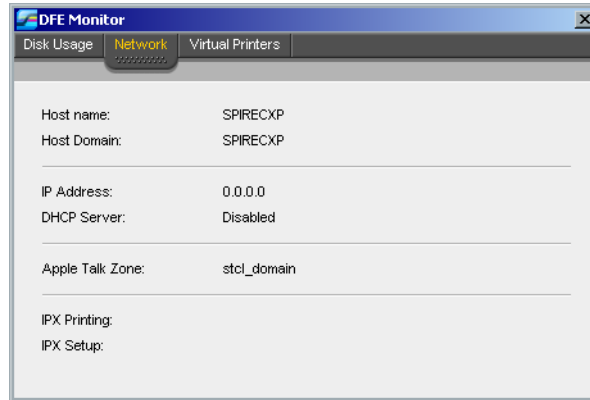 DFE Monitor
Disk Usage Network Virtual Printers
Host name: SPIRECXP
Host Domain: SPIRECXP
IP Address: 0.0.0.0
DHCP Server: Disabled
Apple Talk Zone: stcl_domain
IPX Printing:
IPX Setup: